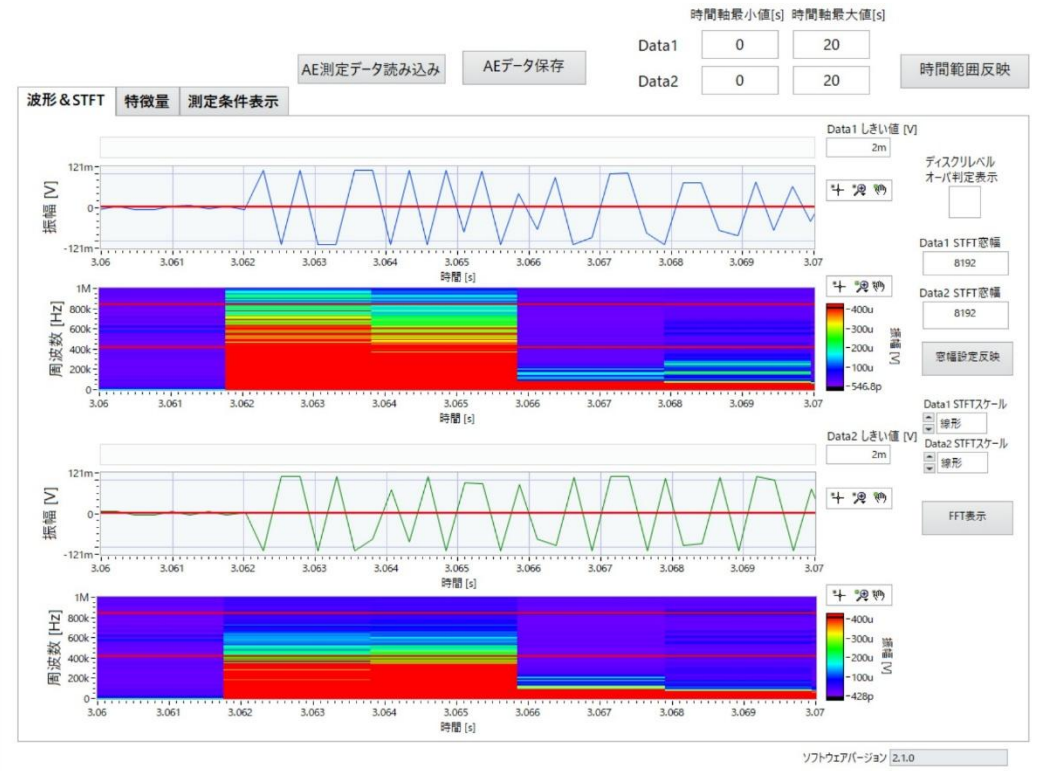 時間軸最小値[s] 時間軸最大値[s]
Data1 0 20
AE測定データ読み込み AEデータ保存
Data2 0 20
時間範囲反映
波形&STFT 特徴量 測定条件表示
Data1 しきい値 [V]
2m
ディスクリレベル
オーバ判定表示
振幅 [V]
121m
0
-121m
3.06 3.061 3.062 3.063 3.064 3.065 3.066 3.067 3.068 3.069 3.07
時間 [s]
Data1 STFT窓幅
8192
Data2 STFT窓幅
8192
窓幅設定反映
周波数 [Hz]
1M
800k
600k
400k
200k
0
3.06 3.061 3.062 3.063 3.064 3.065 3.066 3.067 3.068 3.069 3.07
時間 [s]
-400u
-300u
-200u
-100u
-546.8p
振幅 [V]
Data1 STFTスケール
線形
Data2 STFTスケール
線形
FFT表示
Data2 しきい値 [V]
2m
振幅 [V]
121m
0
-121m
3.06 3.061 3.062 3.063 3.064 3.065 3.066 3.067 3.068 3.069 3.07
時間 [s]
周波数 [Hz]
1M
800k
600k
400k
200k
0
3.06 3.061 3.062 3.063 3.064 3.065 3.066 3.067 3.068 3.069 3.07
時間 [s]
-400u
-300u
-200u
-100u
-428p
振幅 [V]
ソフトウェアバージョン 2.1.0